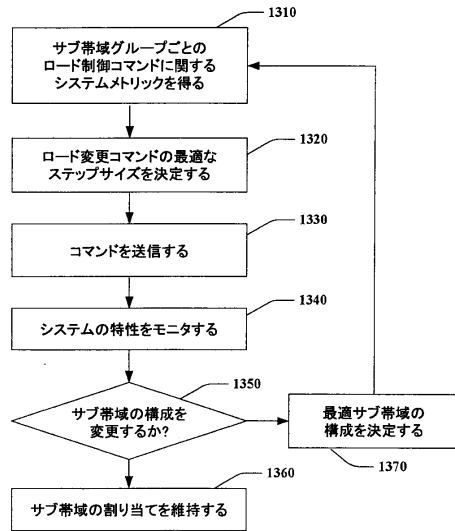 1310
サブ帯域グループごとの
ロード制御コマンドに関する
システムメトリックを得る
1320
ロード変更コマンドの最適な
ステップサイズを決定する
1330
コマンドを送信する
1340
システムの特性をモニタする
1350
サブ帯域の構成を
変更するか?
最適サブ帯域の
構成を決定する
1370
1360
サブ帯域の割り当てを維持する